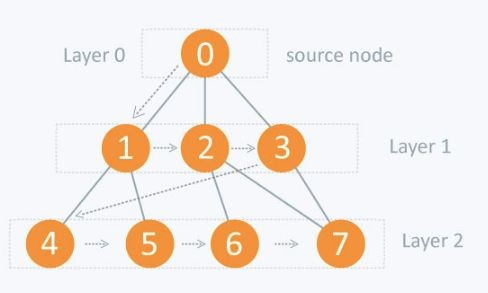 Layer 0 0 source node
1 2 3 Layer 1
4 5 6 7 Layer 2